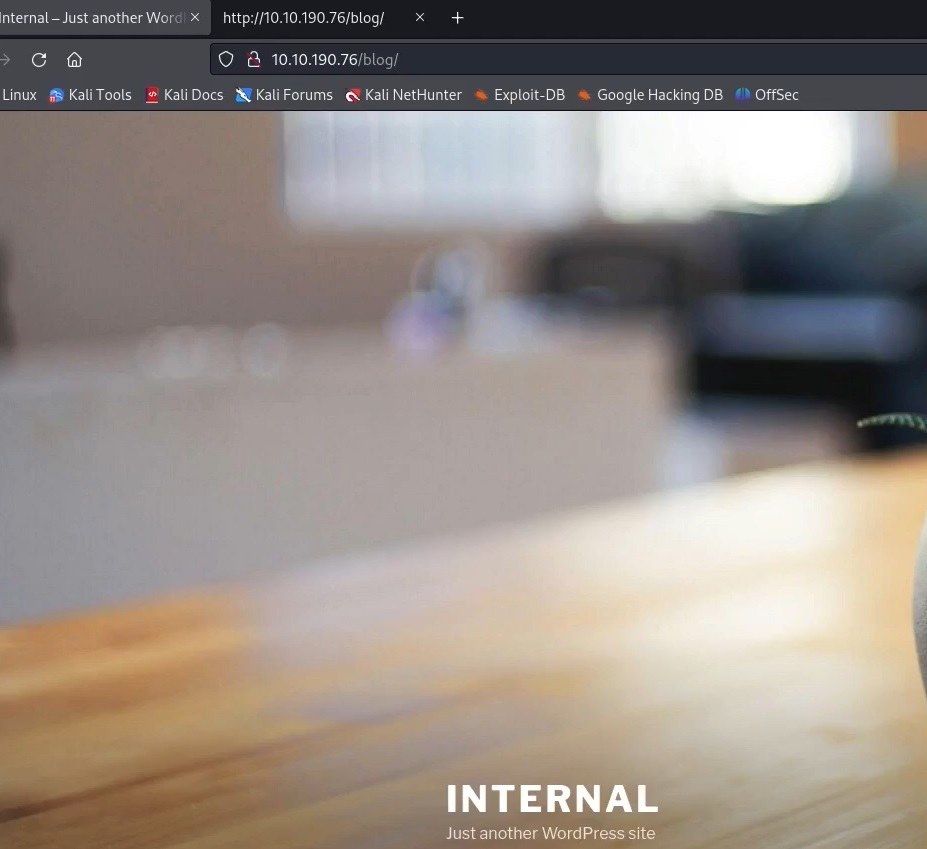 Internal – Just another Word
http://10.10.190.76/blog/
10.10.190.76/blog/
Linux Kali Tools Kali Docs Kali Forums Kali NetHunter Exploit-DB Google Hacking DB OffSec
INTERNAL
Just another WordPress site